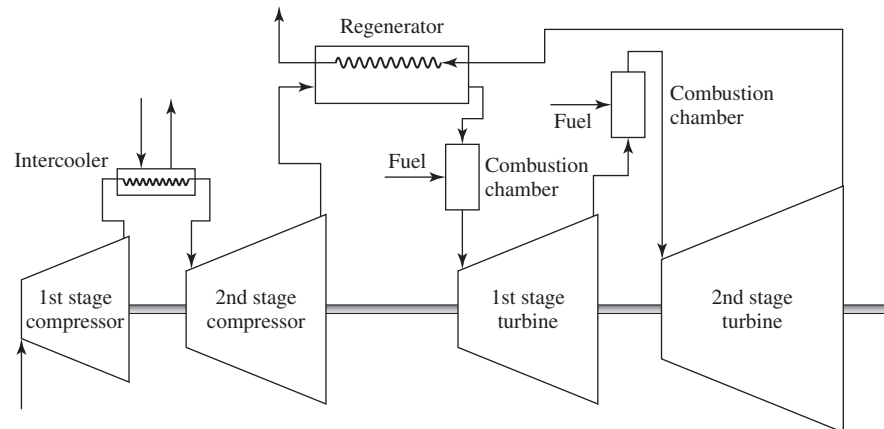 Regenerator
Combustion
chamber
Fuel
Intercooler
Fuel
Combustion
chamber
1st stage
compressor
2nd stage
compressor
1st stage
turbine
2nd stage
turbine